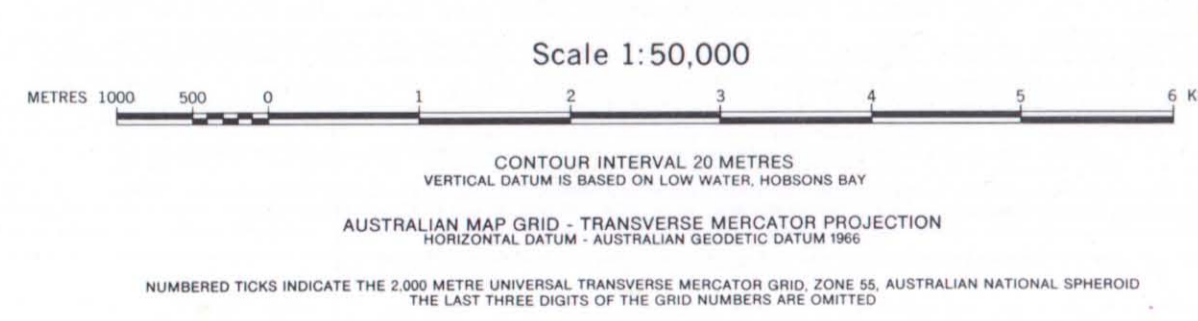 Scale 1:50,000
METRES 1000 500 0 1 2 3 4 5 6 K
CONTOUR INTERVAL 20 METRES
VERTICAL DATUM IS BASED ON LOW WATER, HOBSONS BAY
AUSTRALIAN MAP GRID - TRANSVERSE MERCATOR PROJECTION
HORIZONTAL DATUM - AUSTRALIAN GEODETIC DATUM 1966
NUMBERED TICKS INDICATE THE 2,000 METRE UNIVERSAL TRANSVERSE MERCATOR GRID, ZONE 55, AUSTRALIAN NATIONAL SPHEROID
THE LAST THREE DIGITS OF THE GRID NUMBERS ARE OMITTED